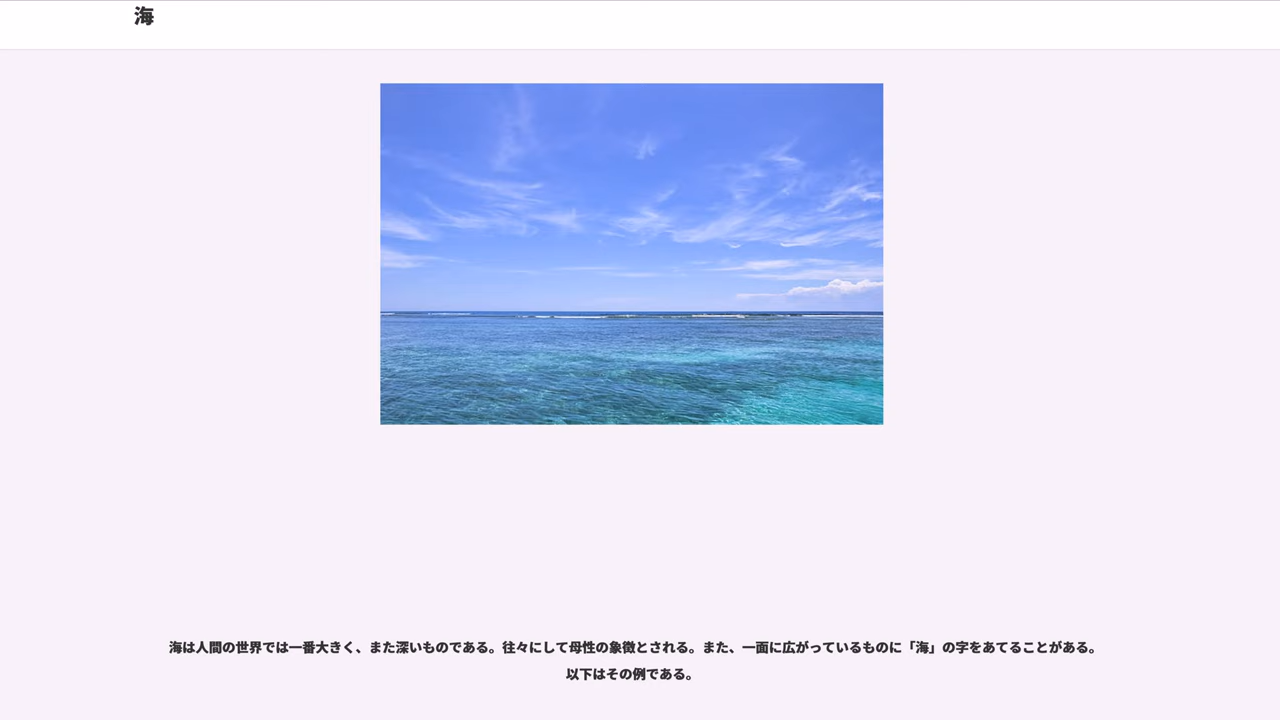 海
海は人間の世界では一番大きく、また深いものである。往々にして母性の象徴とされる。また、一面に広がっているものに「海」の字をあてることがある。
以下はその例である。